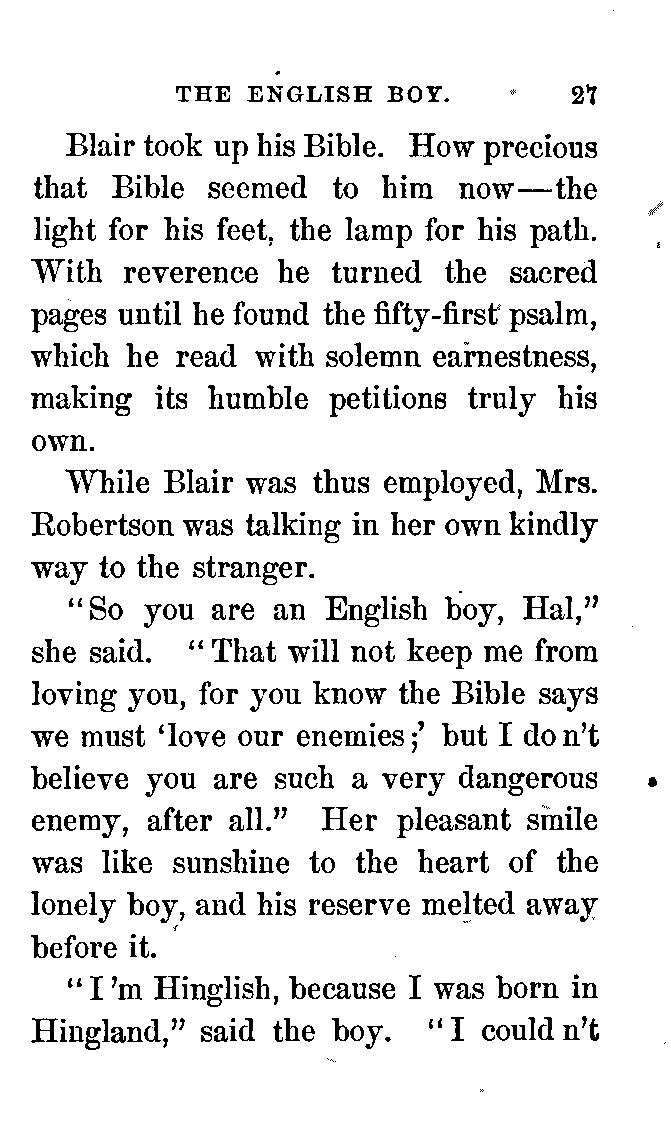 THE ENGLISH BOY. 27
Blair took up his Bible. How precious
that Bible seemed to him now—the
light for his feet, the lamp for his path.
With reverence he turned the sacred
pages until he found the fifty-first psalm,
which he read with solemn earnestness,
making its humble petitions truly his
own.
While Blair was thus employed, Mrs.
Robertson was talking in her own kindly
way to the stranger.
"So you are an English boy, Hal,"
she said. "That will not keep me from
loving you, for you know the Bible says
we must 'love our enemies;' but I do n't
believe you are such a very dangerous
enemy, after all." Her pleasant smile
was like sunshine to the heart of the
lonely boy, and his reserve melted away
before it.
"I 'm Hinglish, because I was born in
Hingland," said the boy. "I could n't